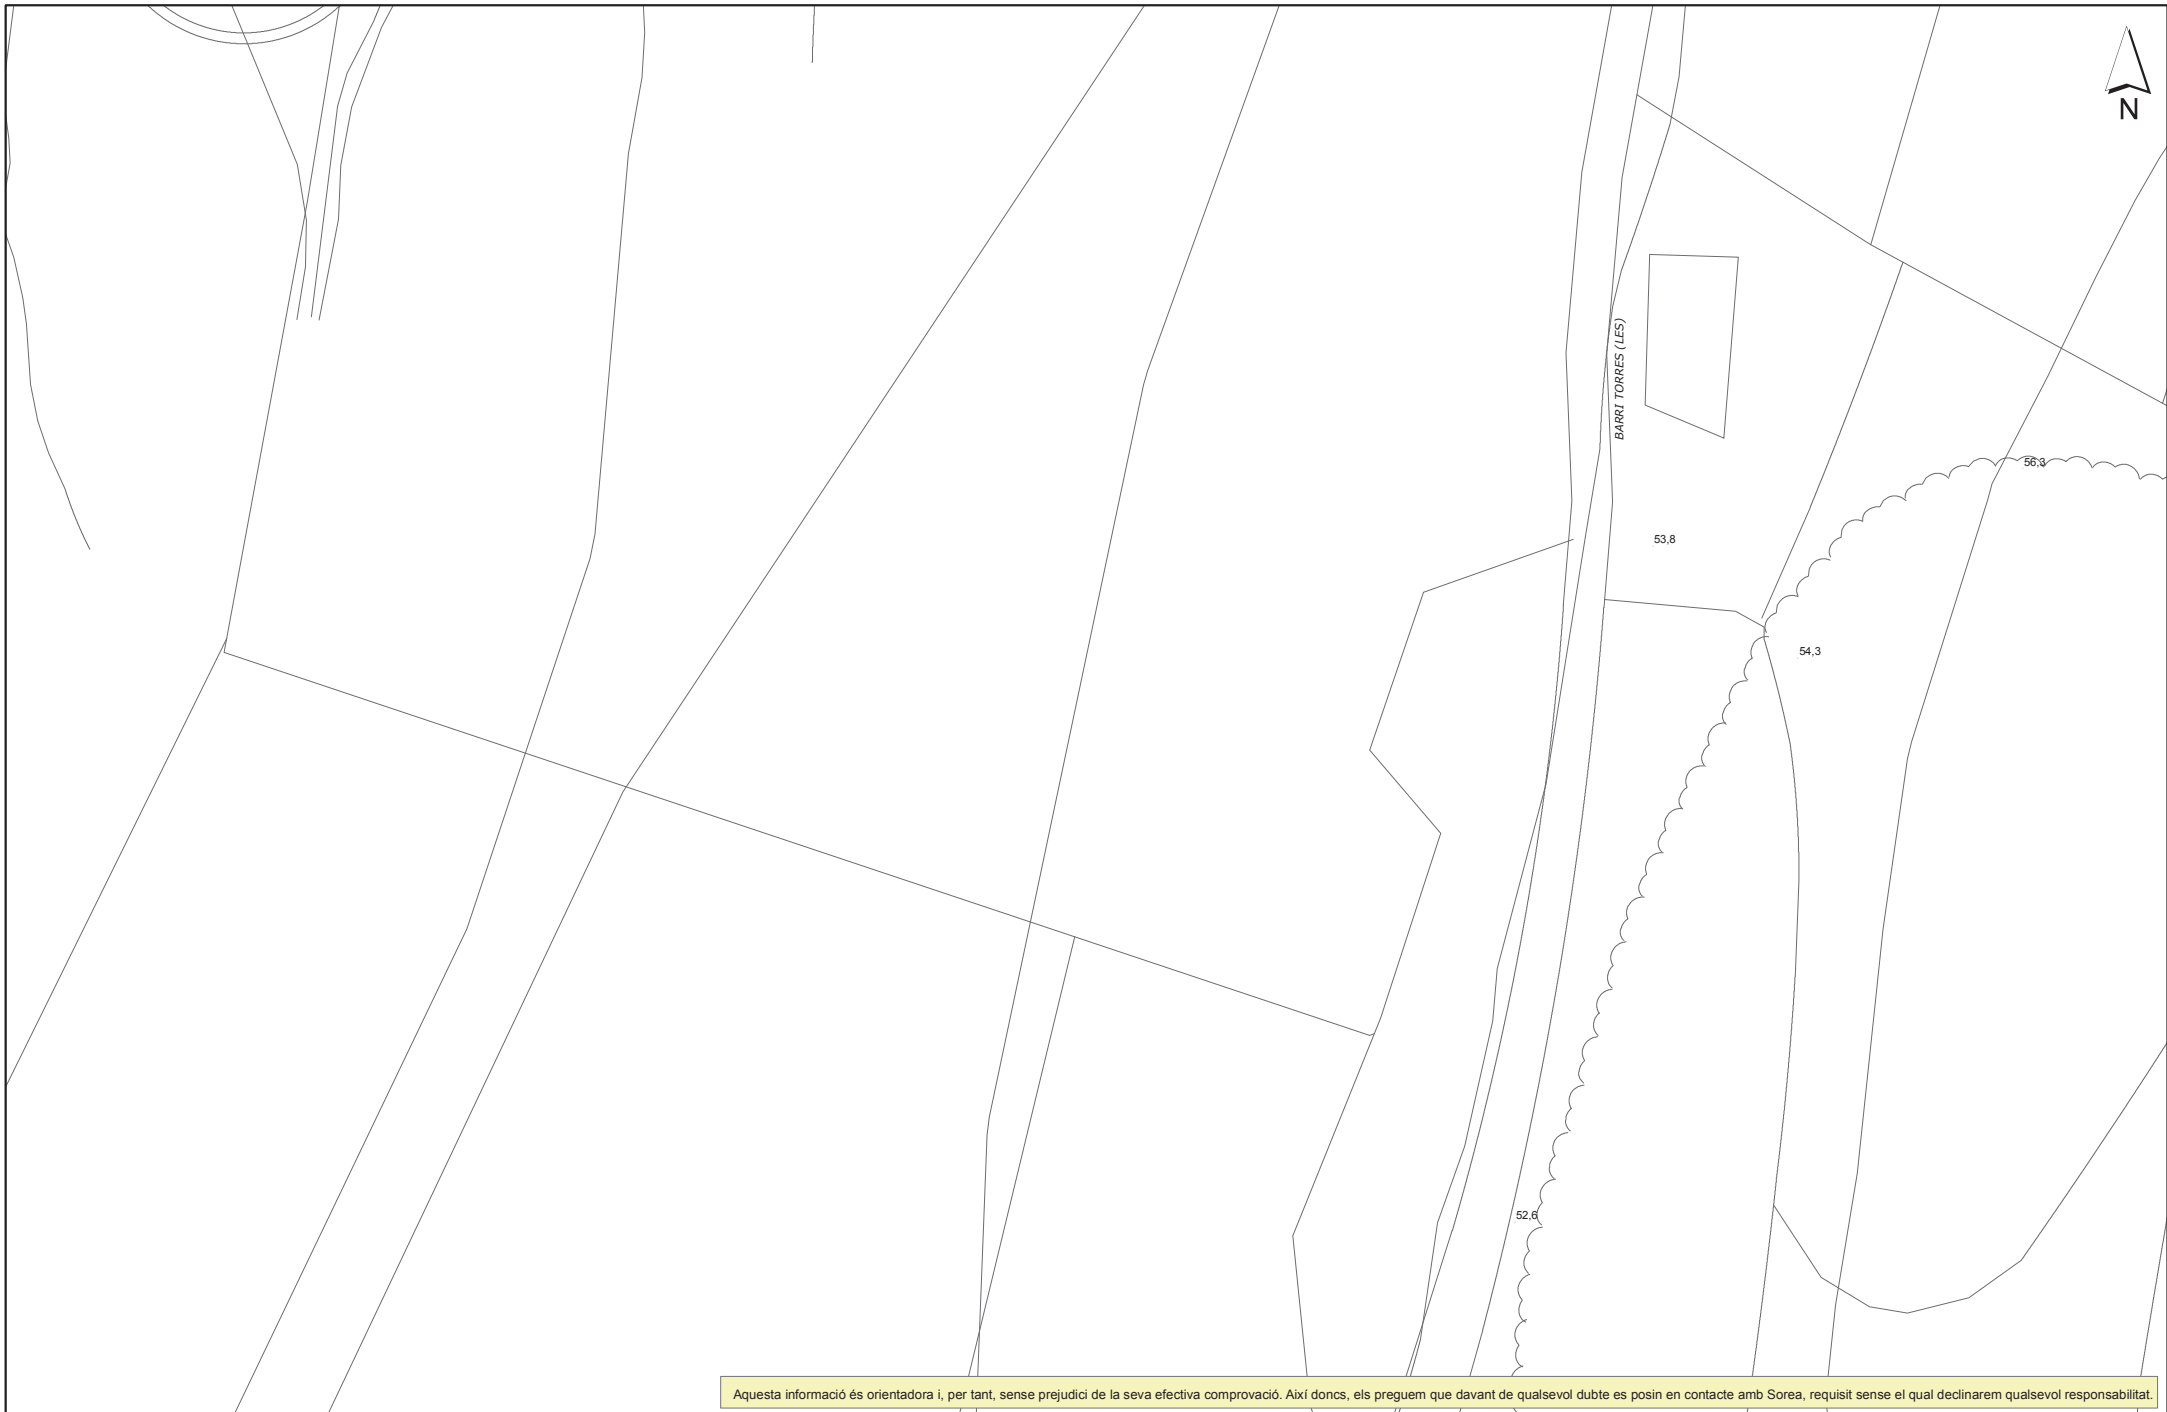 N
BARRI TORRES (LES)
56,3
53,8
54,3
52,6
Aquesta informació és orientadora i, per tant, sense prejudici de la seva efectiva comprovació. Així doncs, els preguem que davant de qualsevol dubte es posin en contacte amb Sorea, requisit sense el qual declinarem qualsevol responsabilitat.